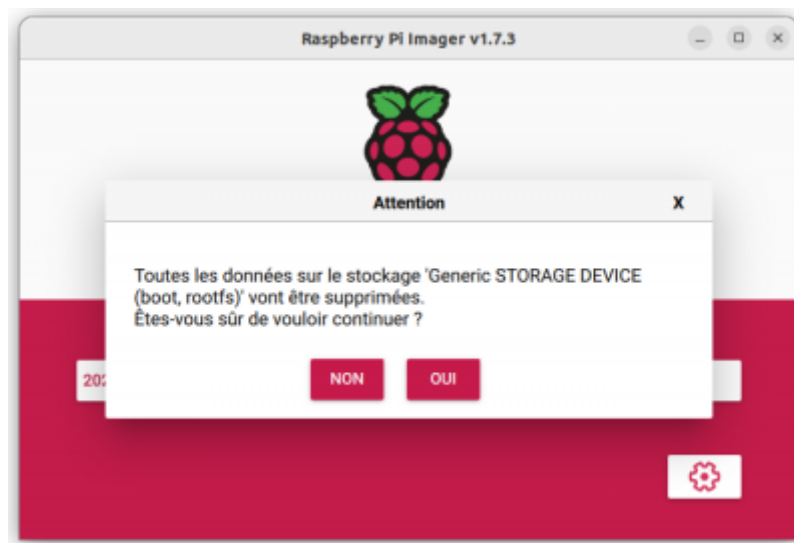 Raspberry Pi Imager v1.7.3
Attention
X
Toutes les données sur le stockage 'Generic STORAGE DEVICE
(boot, rootfs)' vont être supprimées.
Êtes-vous sûr de vouloir continuer ?
NON
OUI
202